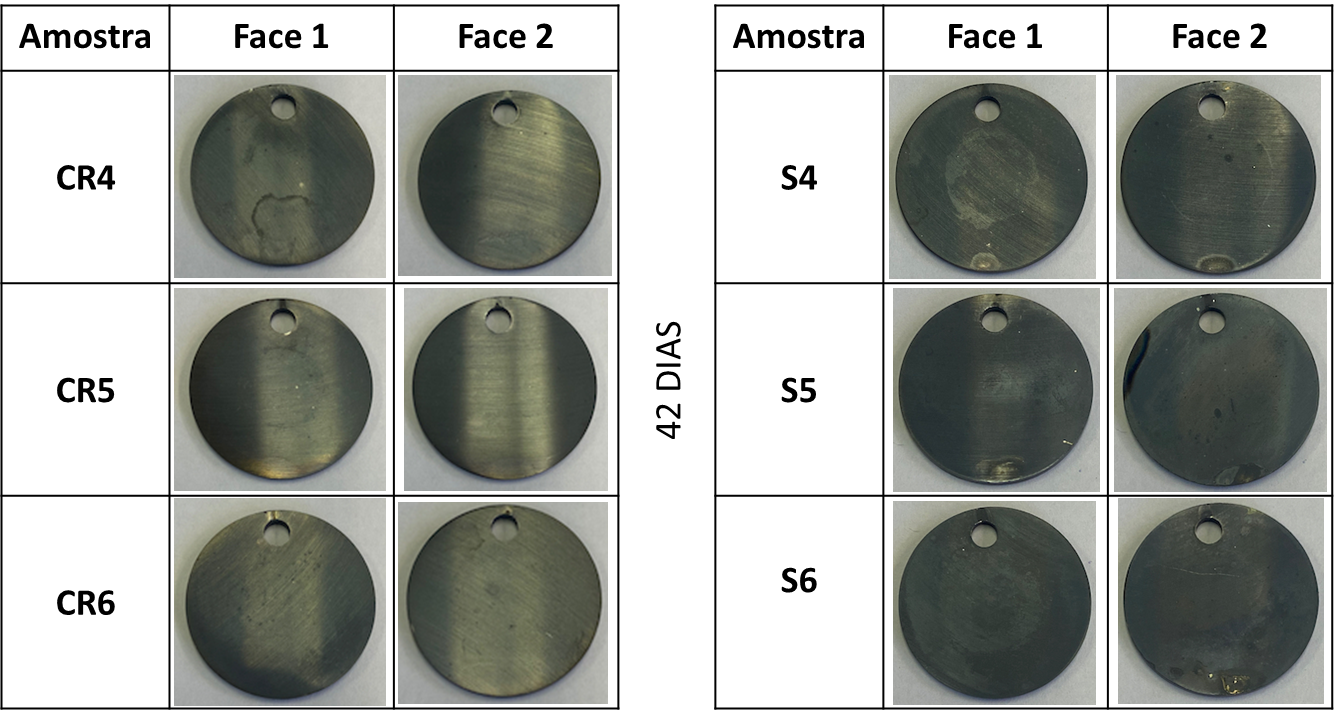 Amostra Face 1 Face 2
CR4
CR5
CR6
42 DIAS
Amostra Face 1 Face 2
S4
S5
S6